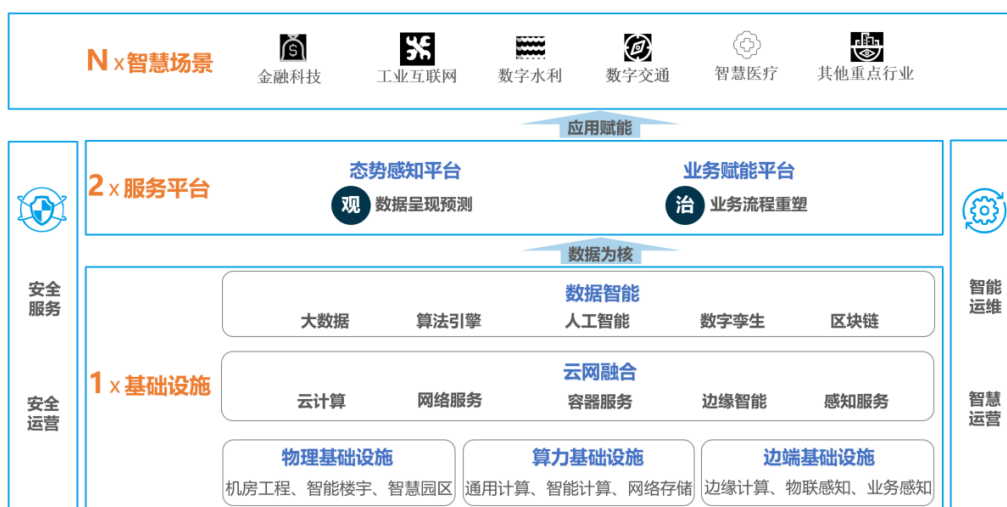 N x 智慧场景
金融科技
工业互联网
数字水利
数字交通
智慧医疗
其他重点行业
应用赋能
安全
服务
安全
运营
2 x 服务平台
态势感知平台
观 数据呈现预测
业务赋能平台
治 业务流程重塑
数据为核
1 x 基础设施
数据智能
大数据 算法引擎 人工智能 数字孪生 区块链
云网融合
云计算 网络服务 容器服务 边缘智能 感知服务
物理基础设施
机房工程、智能楼宇、智慧园区
算力基础设施
通用计算、智能计算、网络存储
边端基础设施
边缘计算、物联感知、业务感知
智能
运维
智慧
运营